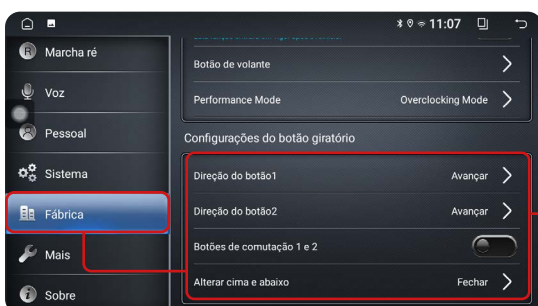 11:07
R Marcha ré
Voz
Pessoal
Sistema
Fábrica
Mais
Sobre
Botão de volante
Performance Mode Overclocking Mode
Configurações do botão giratório
Direção do botão1 Avançar
Direção do botão2 Avançar
Botões de comutação 1 e 2
Alterar cima e abaixo Fechar